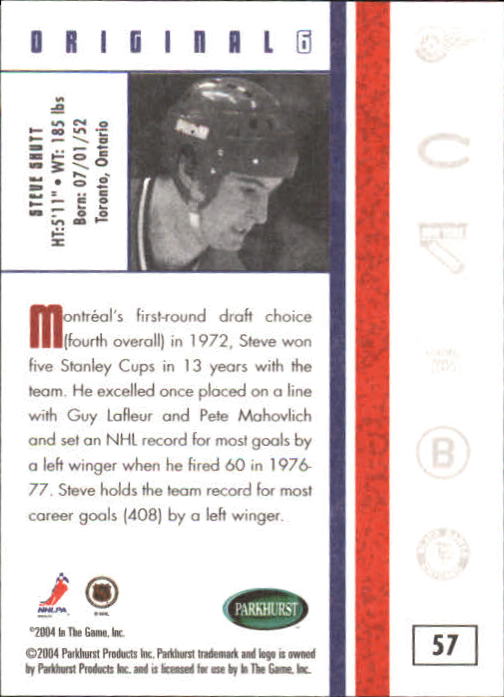 ORIGINAL 6
STEVE SHUTT
HT:5'11" • WT: 185 lbs
Born: 07/01/52
Toronto, Ontario
Montréal's first-round draft choice
(fourth overall) in 1972, Steve won
five Stanley Cups in 13 years with the
team. He excelled once placed on a line
with Guy Lafleur and Pete Mahovlich
and set an NHL record for most goals by
a left winger when he fired 60 in 1976-
77. Steve holds the team record for most
career goals (408) by a left winger.
NHLPA
PARKHURST
©2004 In The Game, Inc.
©2004 Parkhurst Products Inc. Parkhurst trademark and logo is owned
by Parkhurst Products Inc. and is licensed for use by In The Game, Inc.
B
57